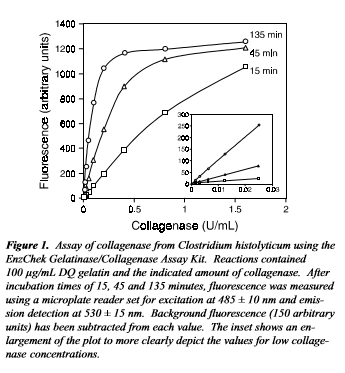 1400
1200
1000
800
600
400
200
0
Fluorescence (arbitrary units)
135 min
45 min
15 min
300
250
200
150
100
50
0
0 0.01 0.02 0.03
0 0.5 1 1.5 2
Collagenase (U/mL)
Figure 1. Assay of collagenase from Clostridium histolyticum using the
EnzChek Gelatinase/Collagenase Assay Kit. Reactions contained
100 µg/mL DQ gelatin and the indicated amount of collagenase. After
incubation times of 15, 45 and 135 minutes, fluorescence was measured
using a microplate reader set for excitation at 485 ± 10 nm and emis-
sion detection at 530 ± 15 nm. Background fluorescence (150 arbitrary
units) has been subtracted from each value. The inset shows an en-
largement of the plot to more clearly depict the values for low collage-
nase concentrations.